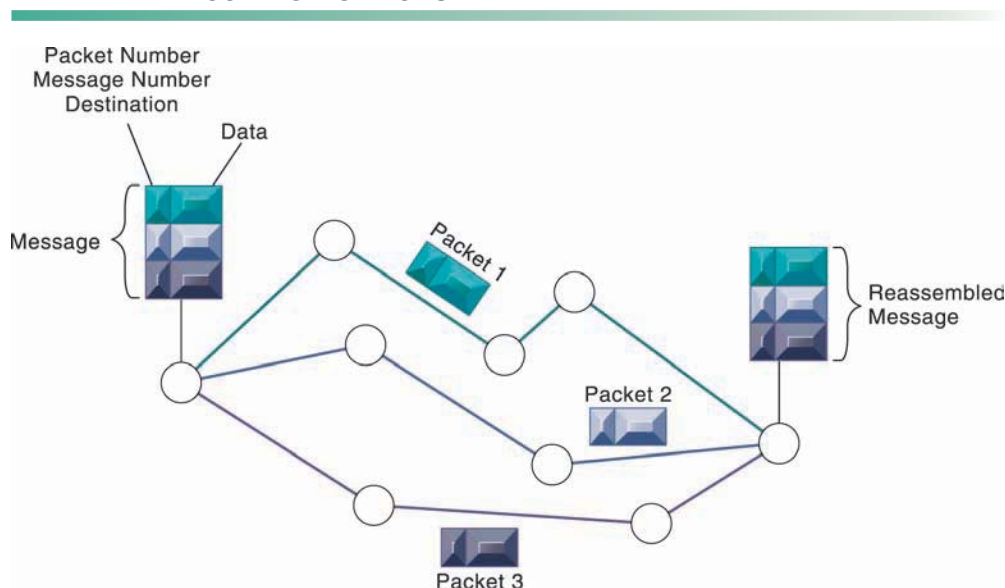 Packet Number
Message Number
Destination
Data
Message
Packet 1
Packet 2
Packet 3
Reassembled
Message